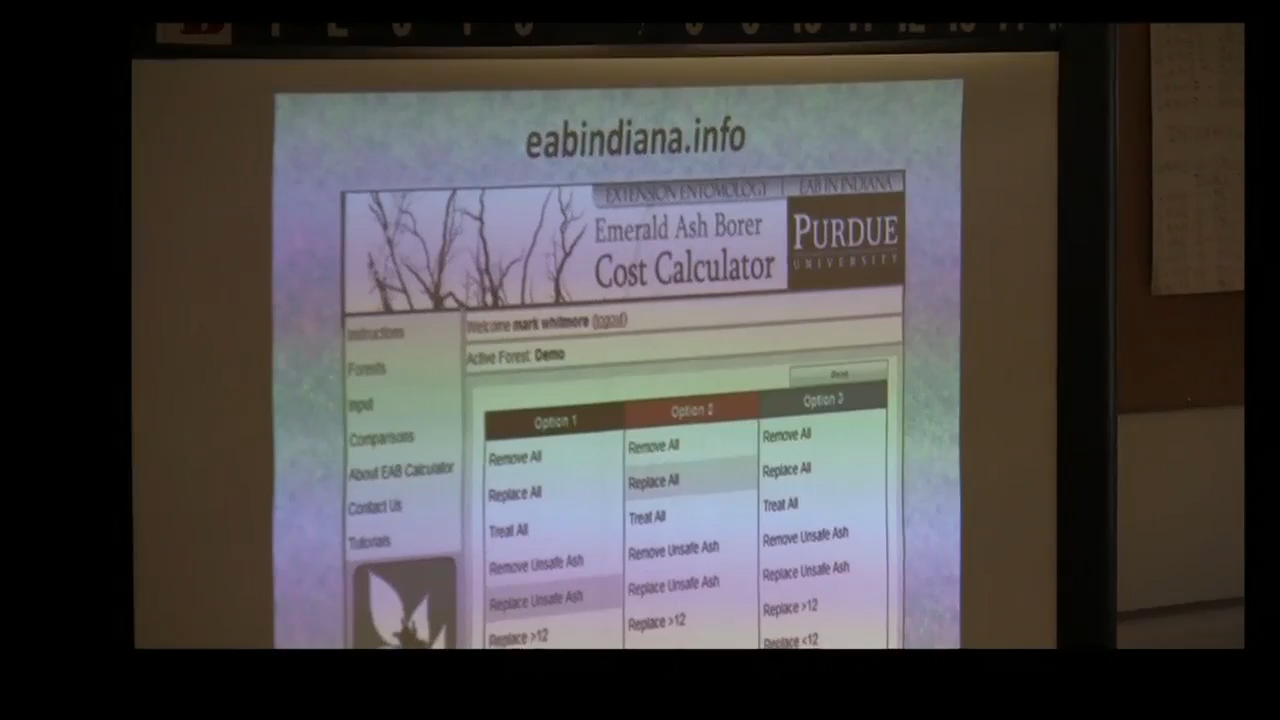 eabindiana.info
EXTENSION ENTOMOLOGY | EAB IN INDIANA
Emerald Ash Borer
Cost Calculator
PURDUE
UNIVERSITY
Welcome mark whitmore (logout)
Active Forest: Demo
Instructions
Forests
Input
Comparisons
About EAB Calculator
Contact Us
Tutorials
Option 1
Remove All
Replace All
Treat All
Remove Unsafe Ash
Replace Unsafe Ash
Replace >12
Option 2
Remove All
Replace All
Treat All
Remove Unsafe Ash
Replace Unsafe Ash
Replace >12
Option 3
Remove All
Replace All
Treat All
Remove Unsafe Ash
Replace Unsafe Ash
Replace >12
Replace <12